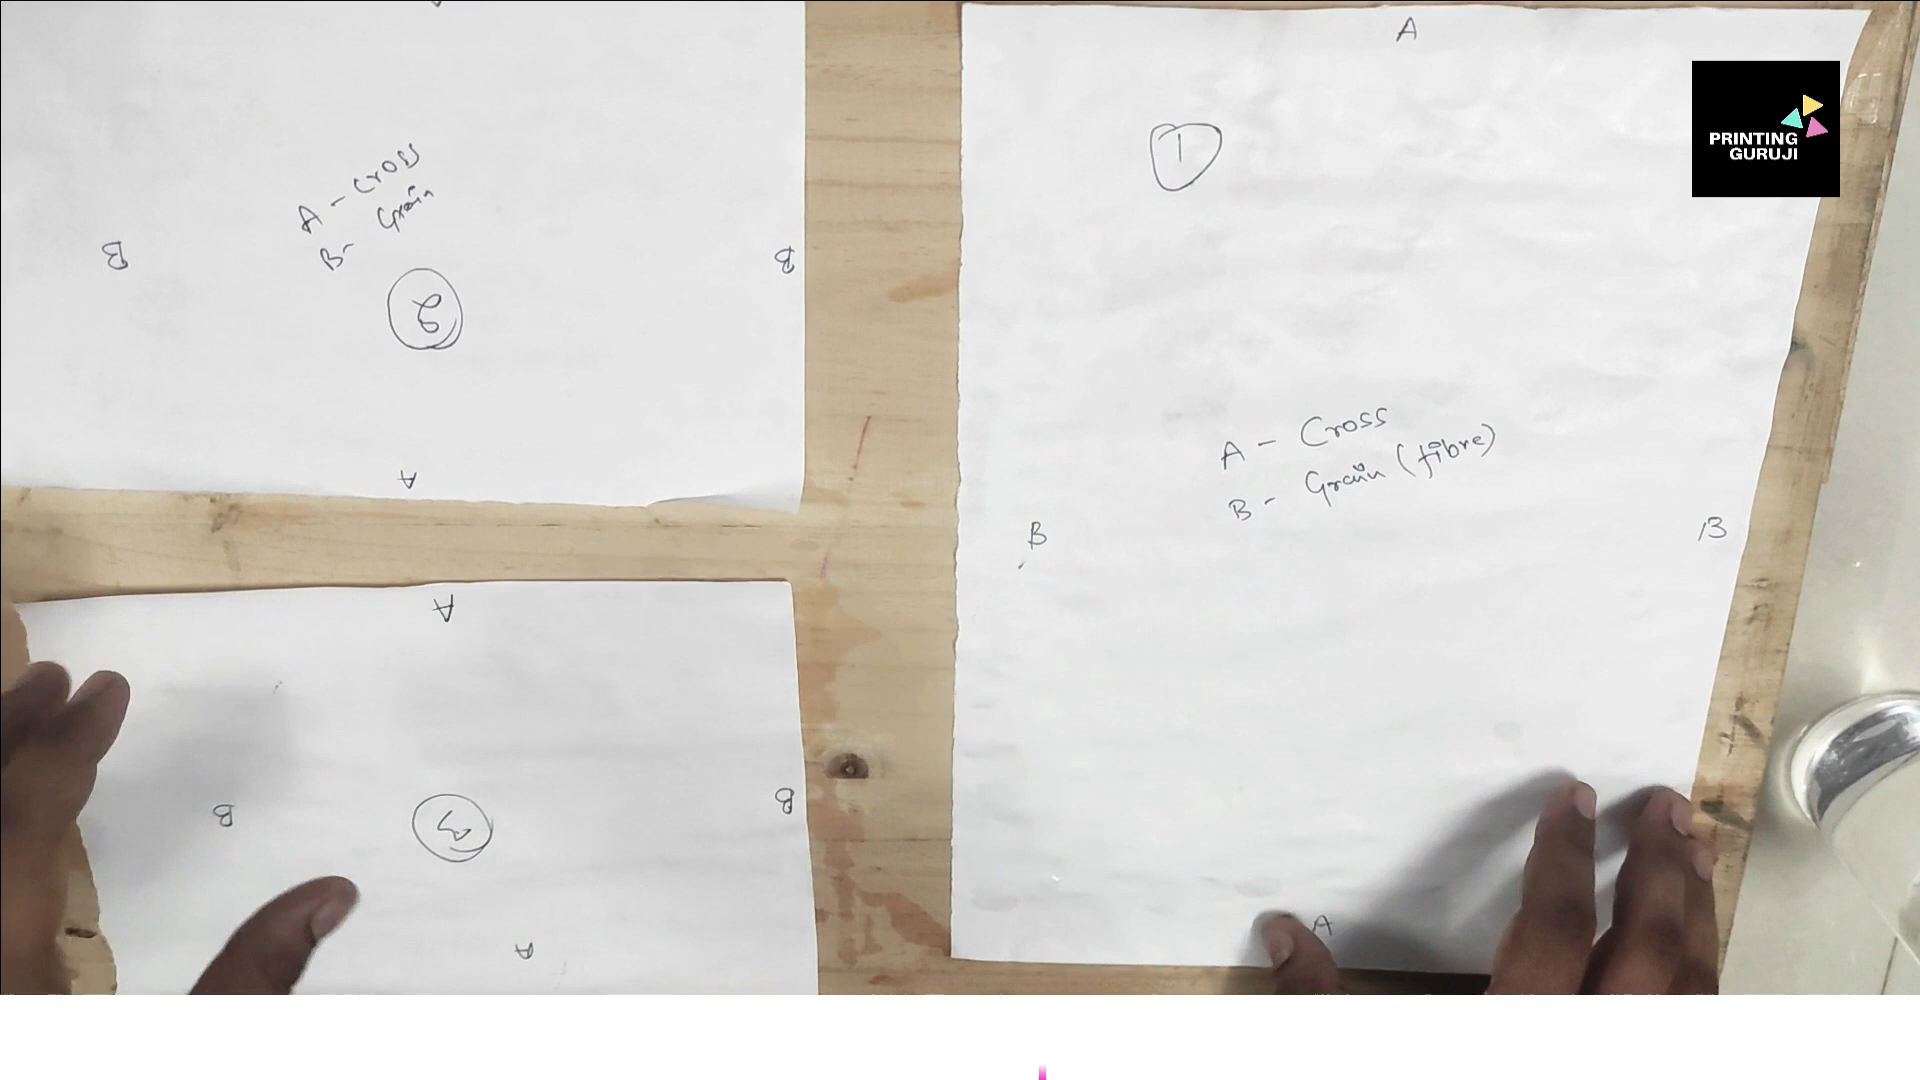 A
A - Cross
B- Grain
B
B
2
A
A
B
3
B
A
A
1
PRINTING
GURUJI
A - Cross
B - Grain (fibre)
B
B
A